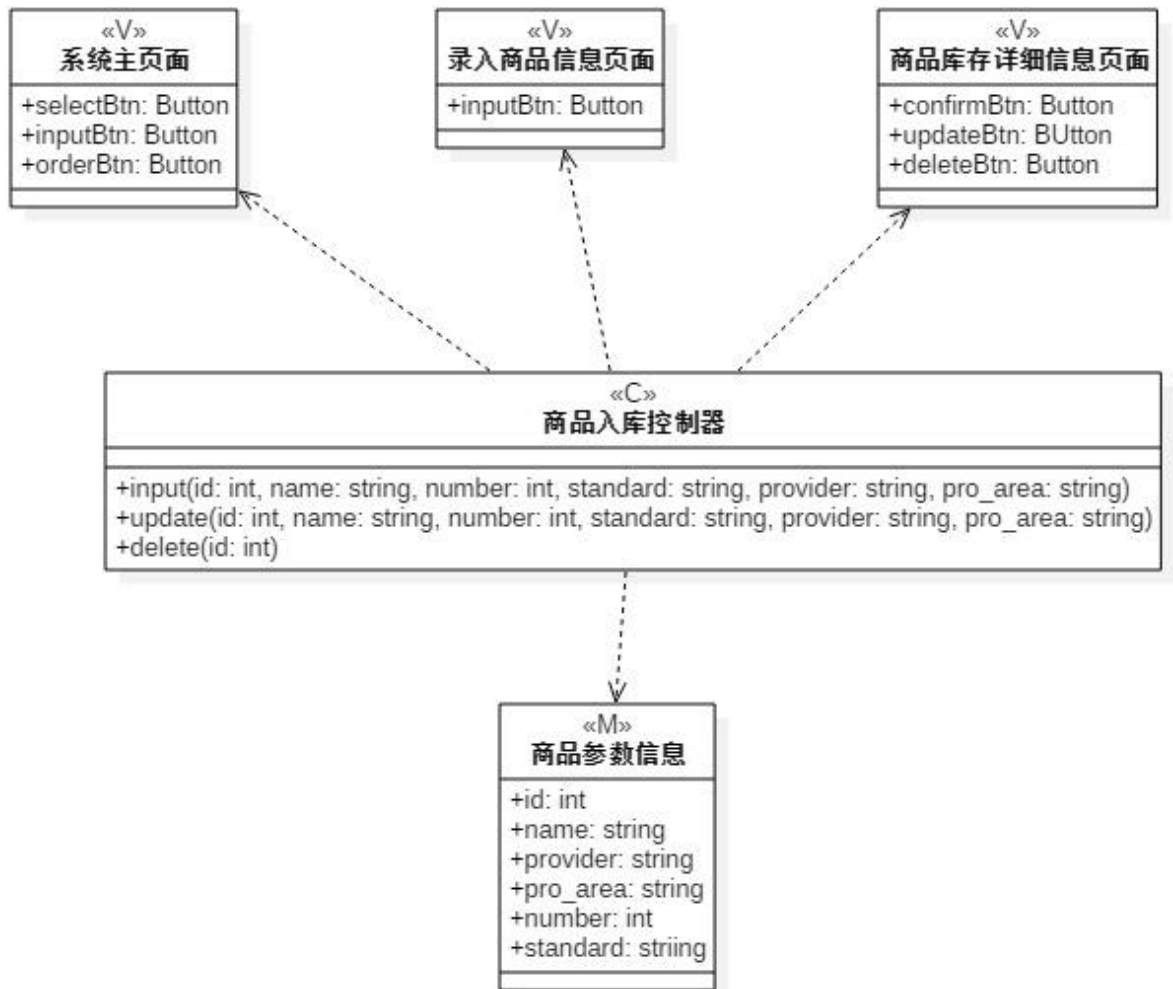 «V»
系统主页面
+selectBtn: Button
+inputBtn: Button
+orderBtn: Button
«V»
录入商品信息页面
+inputBtn: Button
«V»
商品库存详细信息页面
+confirmBtn: Button
+updateBtn: BUtton
+deleteBtn: Button
«C»
商品入库控制器
+input(id: int, name: string, number: int, standard: string, provider: string, pro_area: string)
+update(id: int, name: string, number: int, standard: string, provider: string, pro_area: string)
+delete(id: int)
«M»
商品参数信息
+id: int
+name: string
+provider: string
+pro_area: string
+number: int
+standard: striing